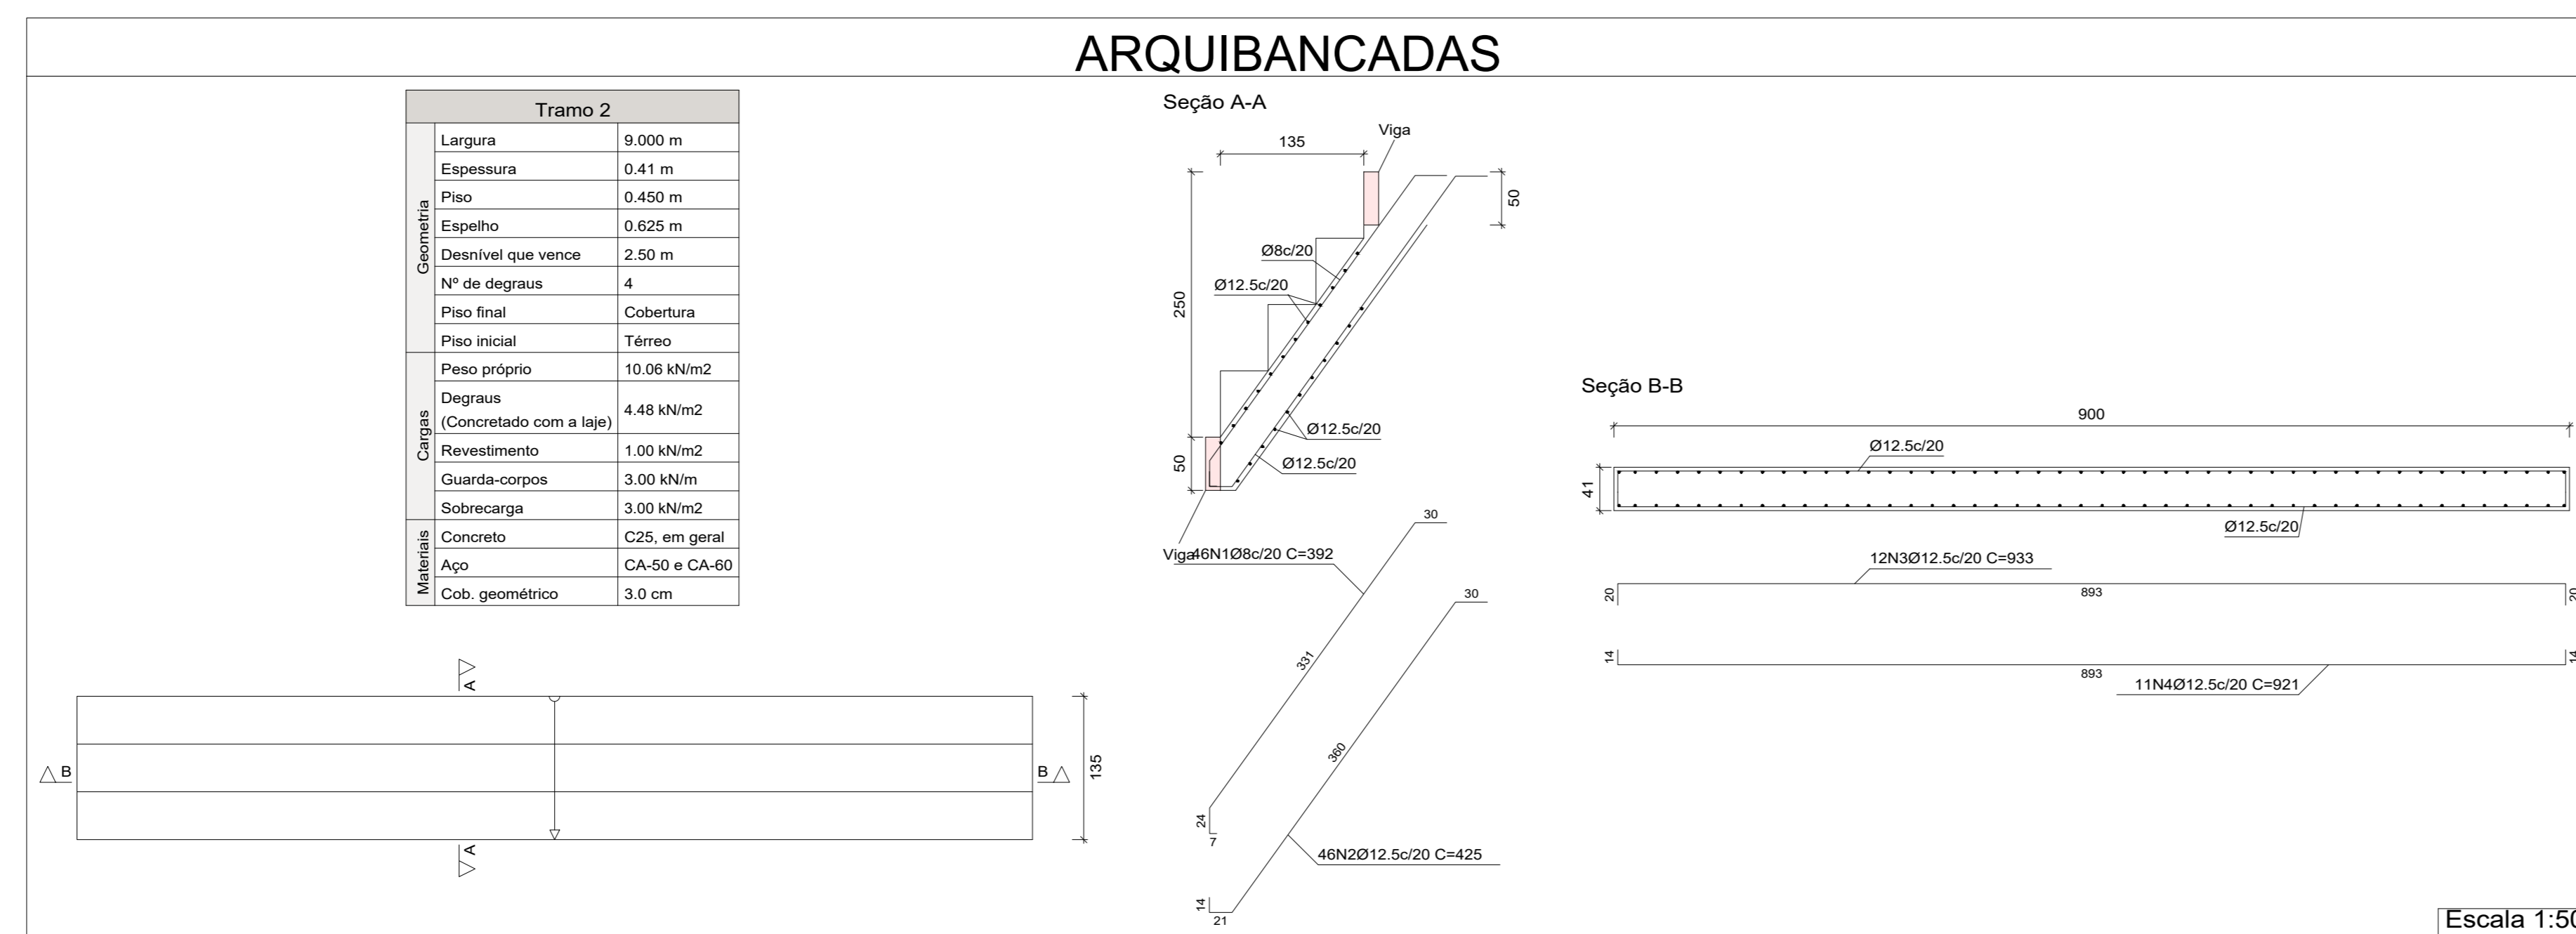 ARQUIBANCADAS
Tramo 2
Geometria
Largura 9.000 m
Espessura 0.41 m
Piso 0.450 m
Espelho 0.625 m
Desnível que vence 2.50 m
Nº de degraus 4
Piso final Cobertura
Piso inicial Térreo
Cargas
Peso próprio 10.06 kN/m2
Degraus
(Concretado com a laje) 4.48 kN/m2
Revestimento 1.00 kN/m2
Guarda-corpos 3.00 kN/m
Sobrecarga 3.00 kN/m2
Materiais
Concreto C25, em geral
Aço CA-50 e CA-60
Cob. geométrico 3.0 cm
A
B
B
135
A
Seção A-A
Viga
135
50
Ø8c/20
Ø12.5c/20
250
Ø12.5c/20
50
Ø12.5c/20
Viga
30
46N1Ø8c/20 C=392
331
24
7
30
360
46N2Ø12.5c/20 C=425
14
21
Seção B-B
900
Ø12.5c/20
41
Ø12.5c/20
12N3Ø12.5c/20 C=933
20
893
20
14
893
14
11N4Ø12.5c/20 C=921
Escala 1:50